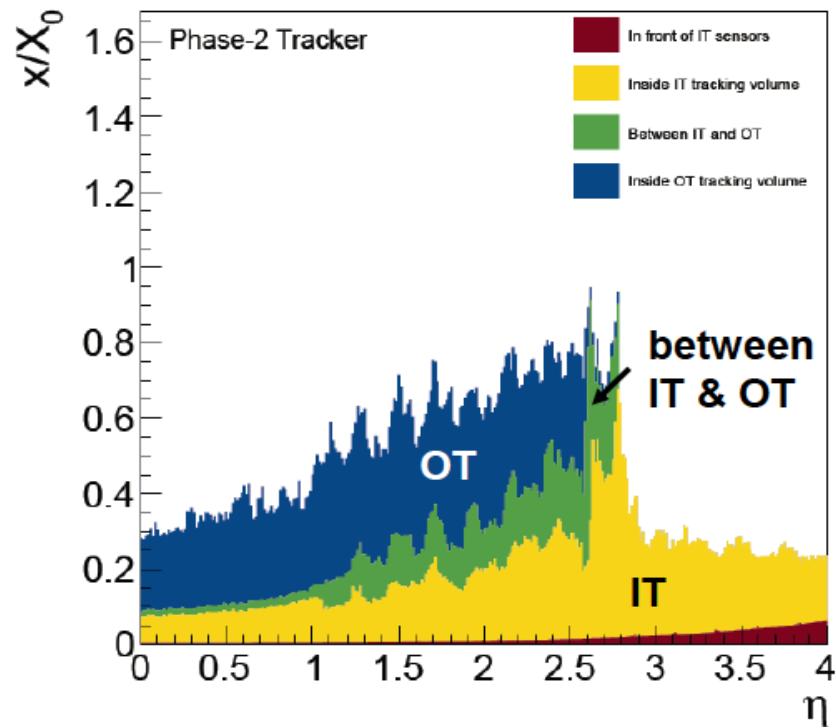 x/X0
1.6
1.4
1.2
1
0.8
0.6
0.4
0.2
0
Phase-2 Tracker
In front of IT sensors
Inside IT tracking volume
Between IT and OT
Inside OT tracking volume
between
IT & OT
OT
IT
0 0.5 1 1.5 2 2.5 3 3.5 4
η